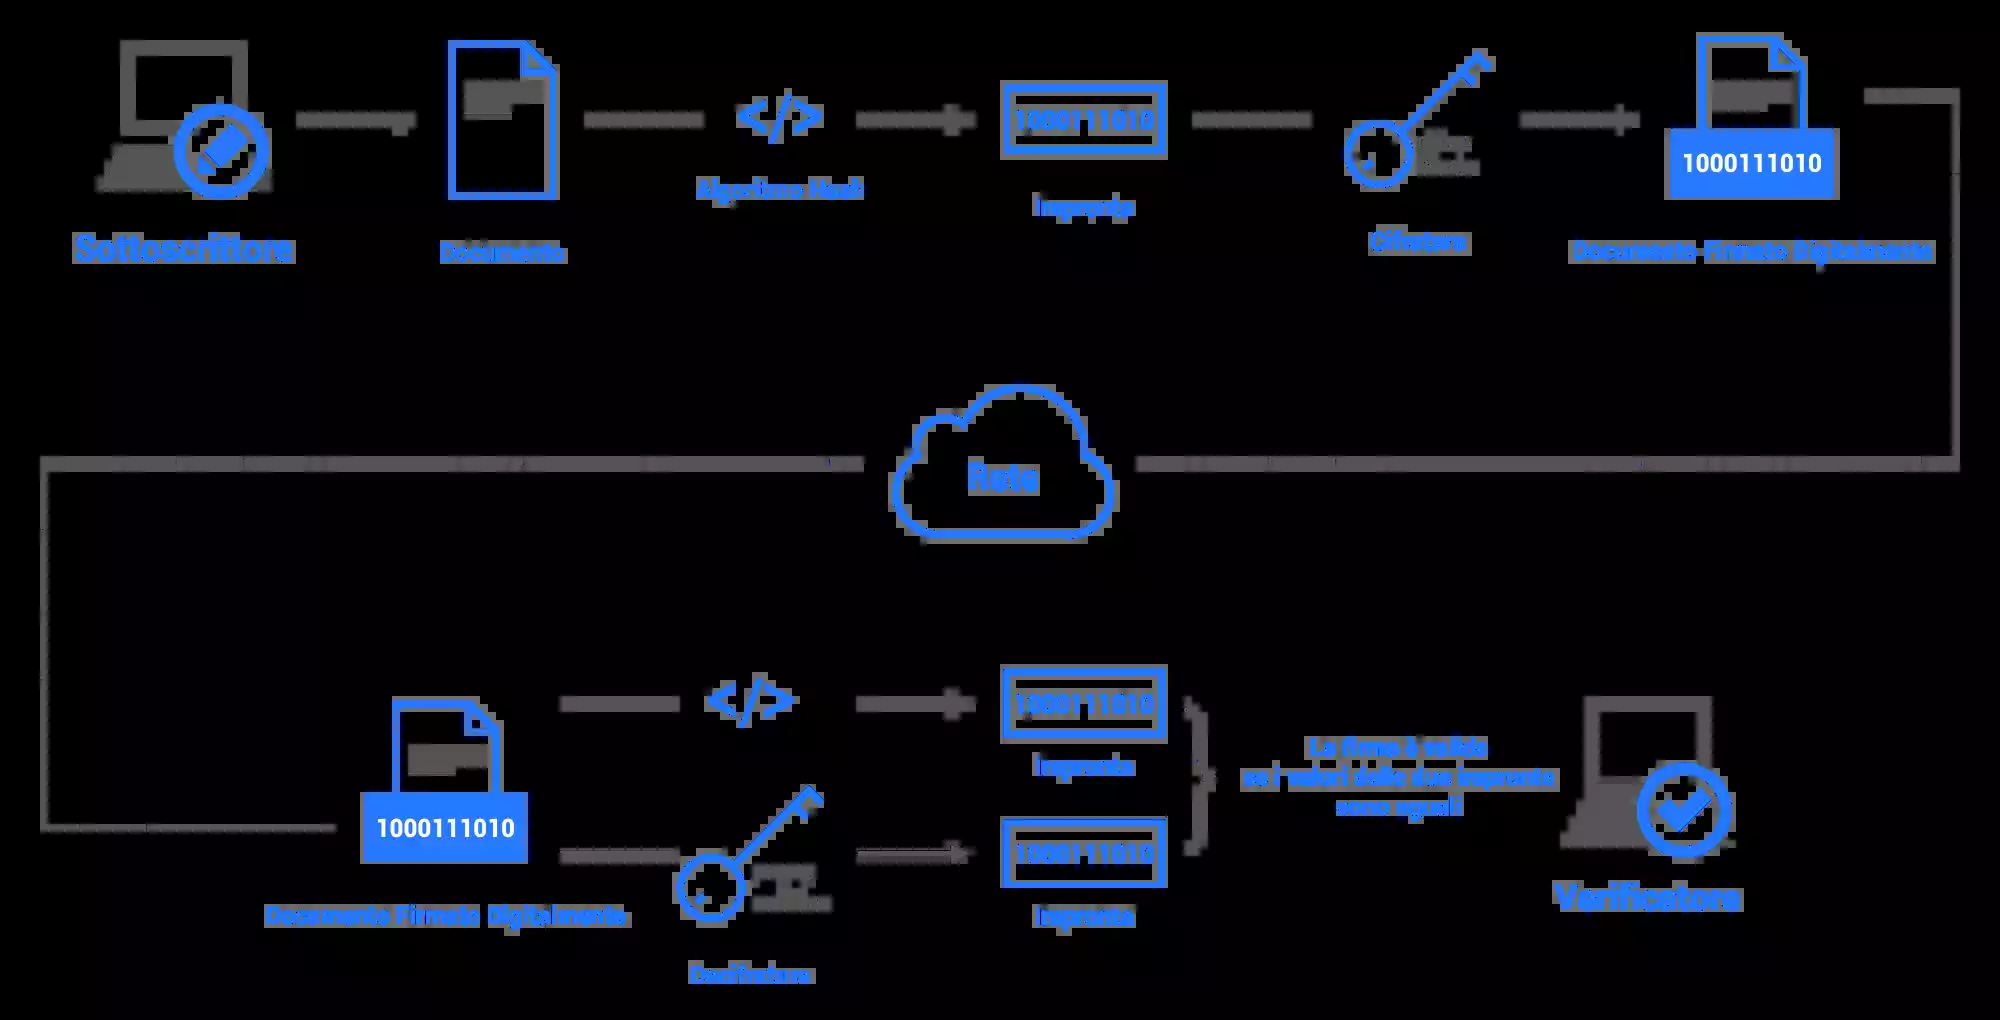 Sottoscrittore
Documento
Algoritmo Hash
1000111010
Impronta
Cifratura
1000111010
Documento Firmato Digitalmente
Rete
1000111010
Documento Firmato Digitalmente
Decifratura
1000111010
Impronta
1000111010
Impronta
La firma è valida
se i valori delle due impronte
sono uguali
Verificatore